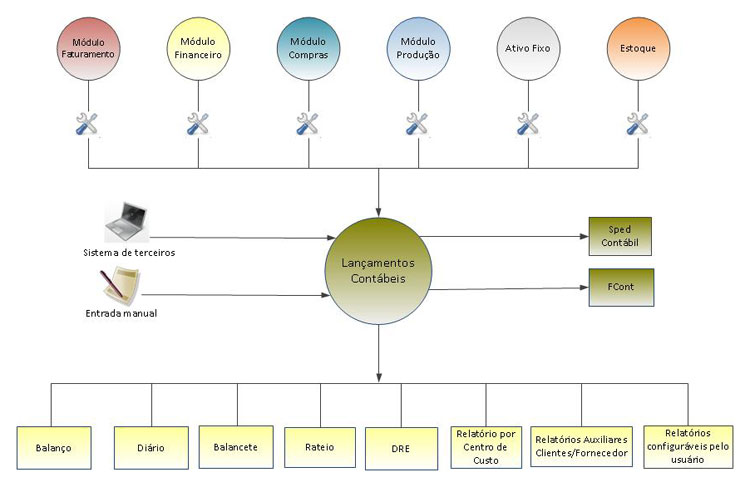 Módulo
Faturamento
Módulo
Financeiro
Módulo
Compras
Módulo
Produção
Ativo Fixo
Estoque
Sistema de terceiros
Entrada manual
Lançamentos
Contábeis
Sped
Contábil
FCont
Balanço
Diário
Balancete
Rateio
DRE
Relatório por
Centro de
Custo
Relatórios Auxiliares
Clientes/Fornecedor
Relatórios
configuráveis pelo
usuário